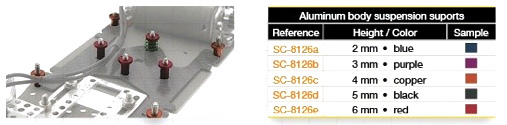 Aluminum body suspension suports
Reference Height / Color Sample
SC-8126a 2 mm • blue
SC-8126b 3 mm • purple
SC-8126c 4 mm • copper
SC-8126d 5 mm • black
SC-8126e 6 mm • red